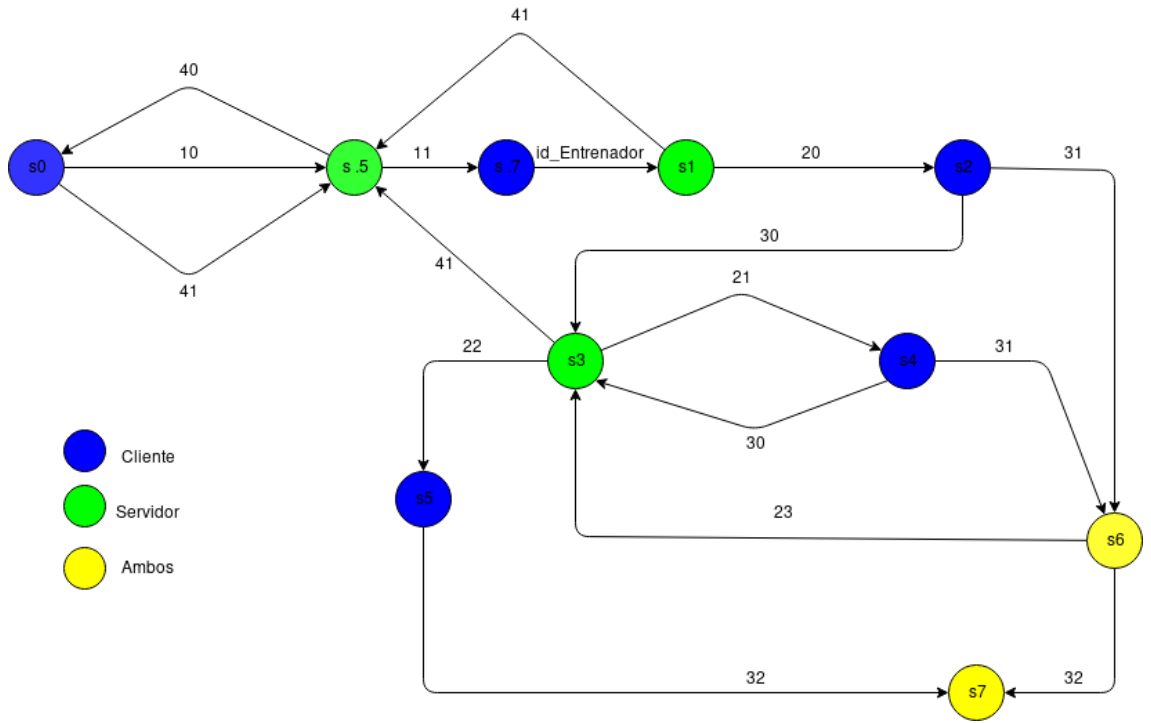 41
40
10
11
id_Entrenador
20
31
s0
s .5
s .7
s1
s2
41
41
30
21
22
s3
s4
31
30
Cliente
s5
Servidor
23
s6
Ambos
32
s7
32